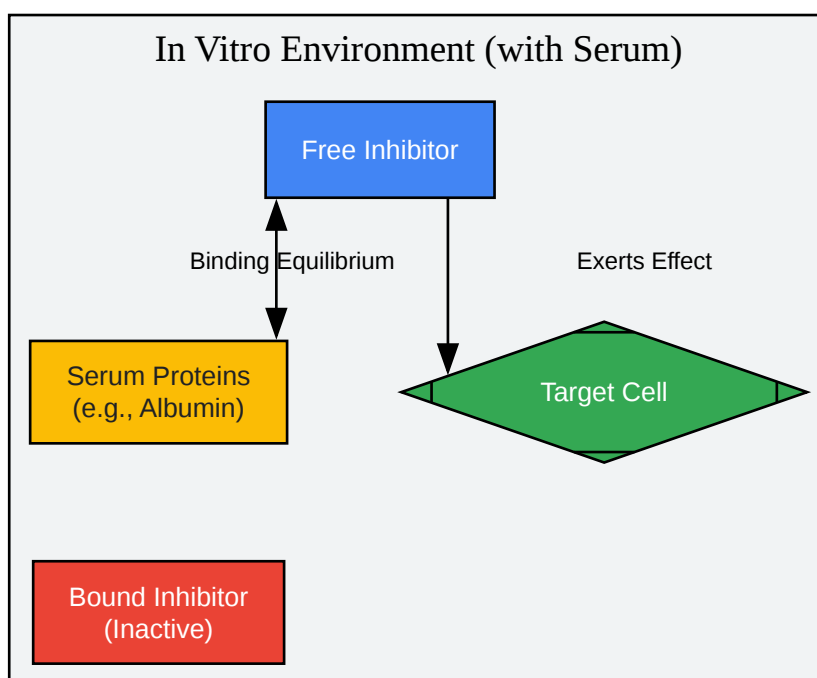 In Vitro Environment (with Serum)
Free Inhibitor
Binding Equilibrium
Exerts Effect
Serum Proteins
(e.g., Albumin)
Target Cell
Bound Inhibitor
(Inactive)